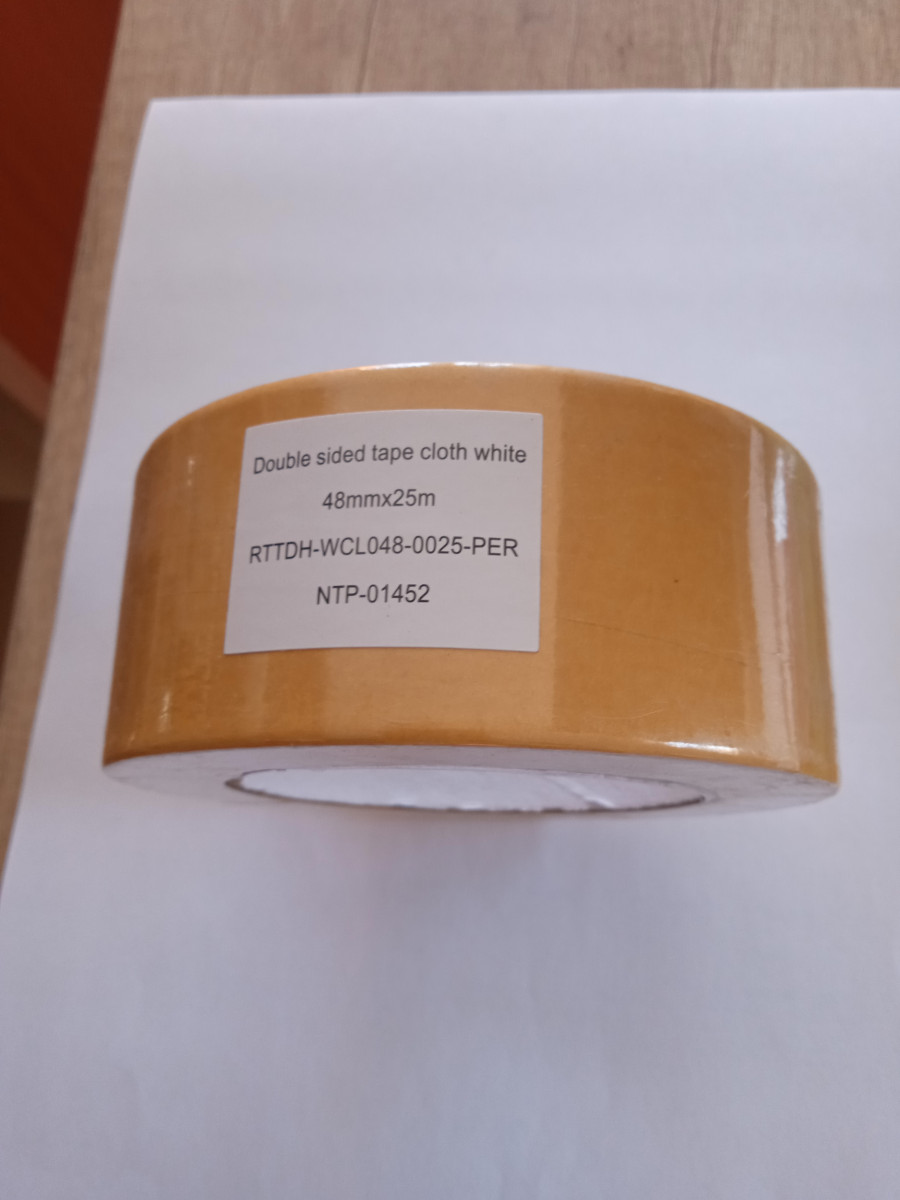 Double sided tape cloth white
48mmx25m
RTTDH-WCL048-0025-PER
NTP-01452